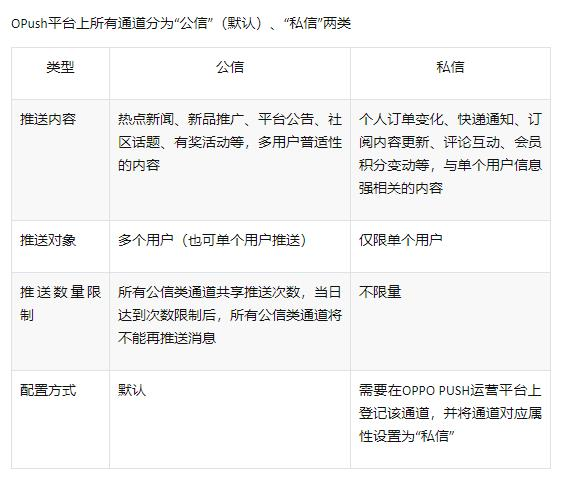 OPush平台上所有通道分为“公信”（默认）、“私信”两类
类型
公信
私信
推送内容
热点新闻、新品推广、平台公告、社
区话题、有奖活动等，多用户普适性
的内容
个人订单变化、快递通知、订
阅内容更新、评论互动、会员
积分变动等，与单个用户信息
强相关的内容
推送对象
多个用户（也可单个用户推送）
仅限单个用户
推送数量限
制
所有公信类通道共享推送次数，当日
达到次数限制后，所有公信类通道将
不能再推送消息
不限量
配置方式
默认
需要在OPPO PUSH运营平台上
登记该通道，并将通道对应属
性设置为“私信”